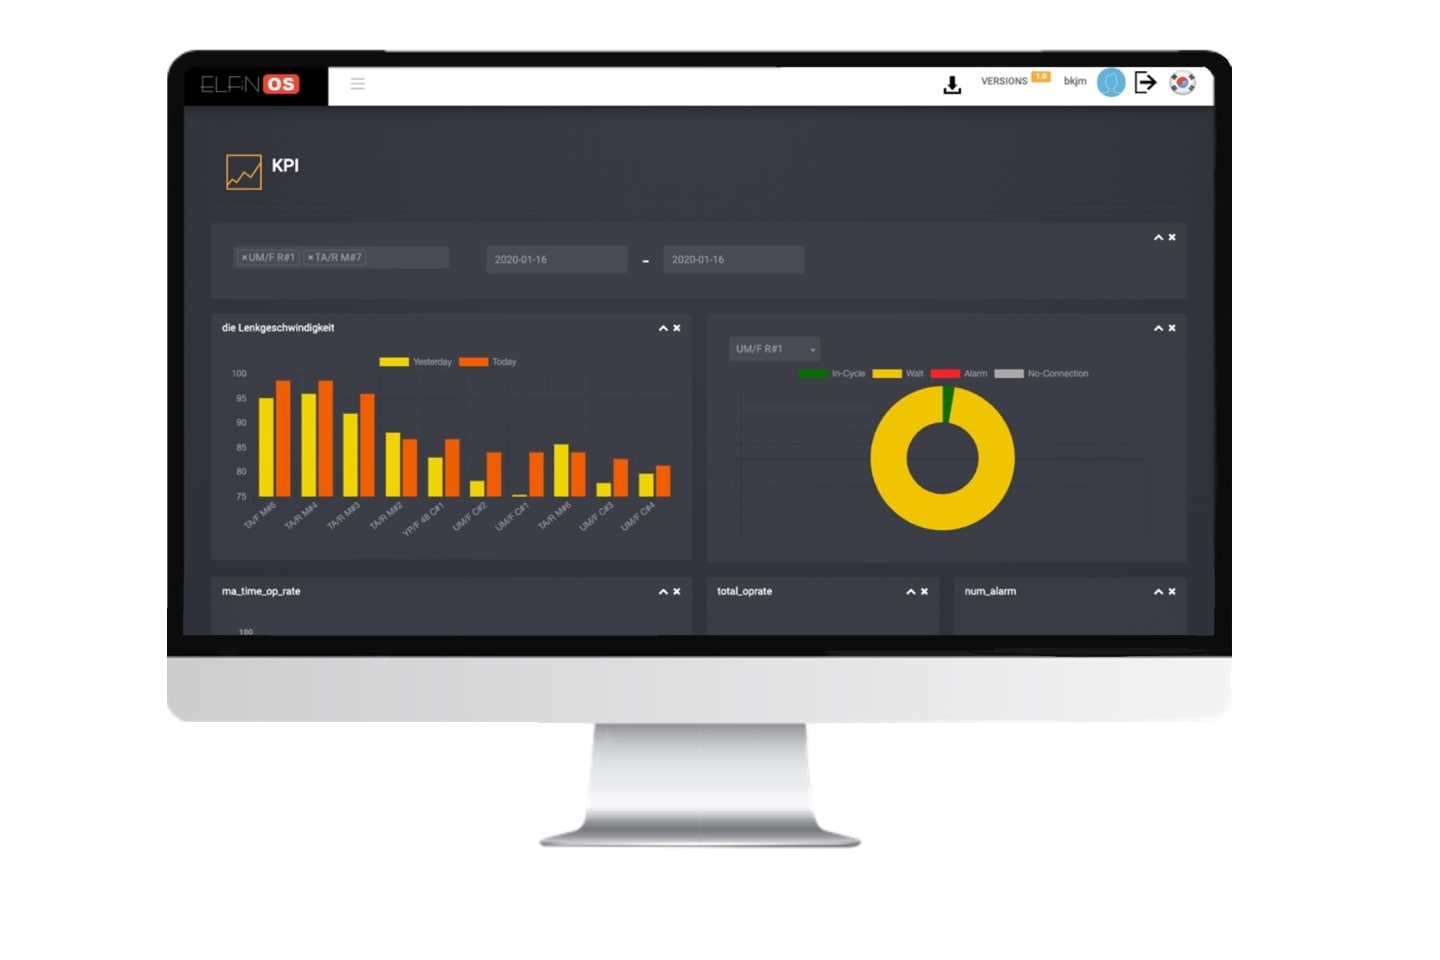 ELFiN OS
VERSIONS 1.0 bkjm
KPI
×UM/F R#1 ×TA/R M#7 2020-01-16 - 2020-01-16
die Lenkgeschwindigkeit
Yesterday Today
100
95
90
85
80
75
TA/F M#6 TA/R M#4 TA/R M#3 TA/R M#2 YP/F 48 C#1 UM/F C#2 UM/F C#1 TA/R M#6 UM/F C#3 UM/F C#4
UM/F R#1
In-Cycle Wait Alarm No-Connection
ma_time_op_rate
100
total_oprate
num_alarm